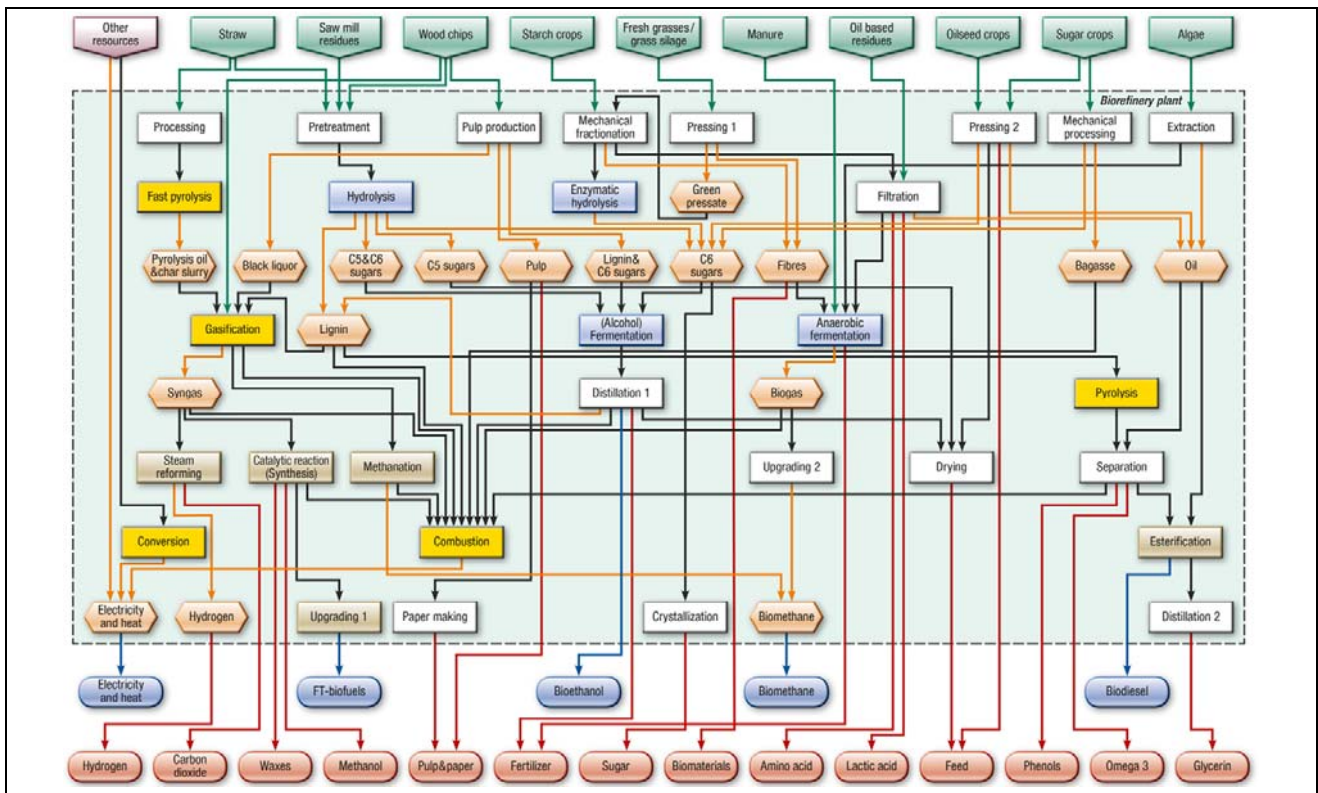 Other
resources
Straw
Saw mill
residues
Wood chips
Starch crops
Fresh grasses/
grass silage
Manure
Oil based
residues
Oilseed crops
Sugar crops
Algae
Biorefinery plant
Processing
Pretreatment
Pulp production
Mechanical
fractionation
Pressing 1
Pressing 2
Mechanical
processing
Extraction
Fast pyrolysis
Hydrolysis
Enzymatic
hydrolysis
Green
pressate
Filtration
Pyrolysis oil
&char slurry
Black liquor
C5&C6
sugars
C5 sugars
Pulp
Lignin&
C6 sugars
C6
sugars
Fibres
Bagasse
Oil
Gasification
Lignin
(Alcohol)
Fermentation
Anaerobic
fermentation
Syngas
Distillation 1
Biogas
Pyrolysis
Steam
reforming
Catalytic reaction
(Synthesis)
Methanation
Upgrading 2
Drying
Separation
Conversion
Combustion
Esterification
Electricity
and heat
Hydrogen
Upgrading 1
Paper making
Crystallization
Biomethane
Distillation 2
Electricity
and heat
FT-biofuels
Bioethanol
Biomethane
Biodiesel
Hydrogen
Carbon
dioxide
Waxes
Methanol
Pulp&paper
Fertilizer
Sugar
Biomaterials
Amino acid
Lactic acid
Feed
Phenols
Omega 3
Glycerin